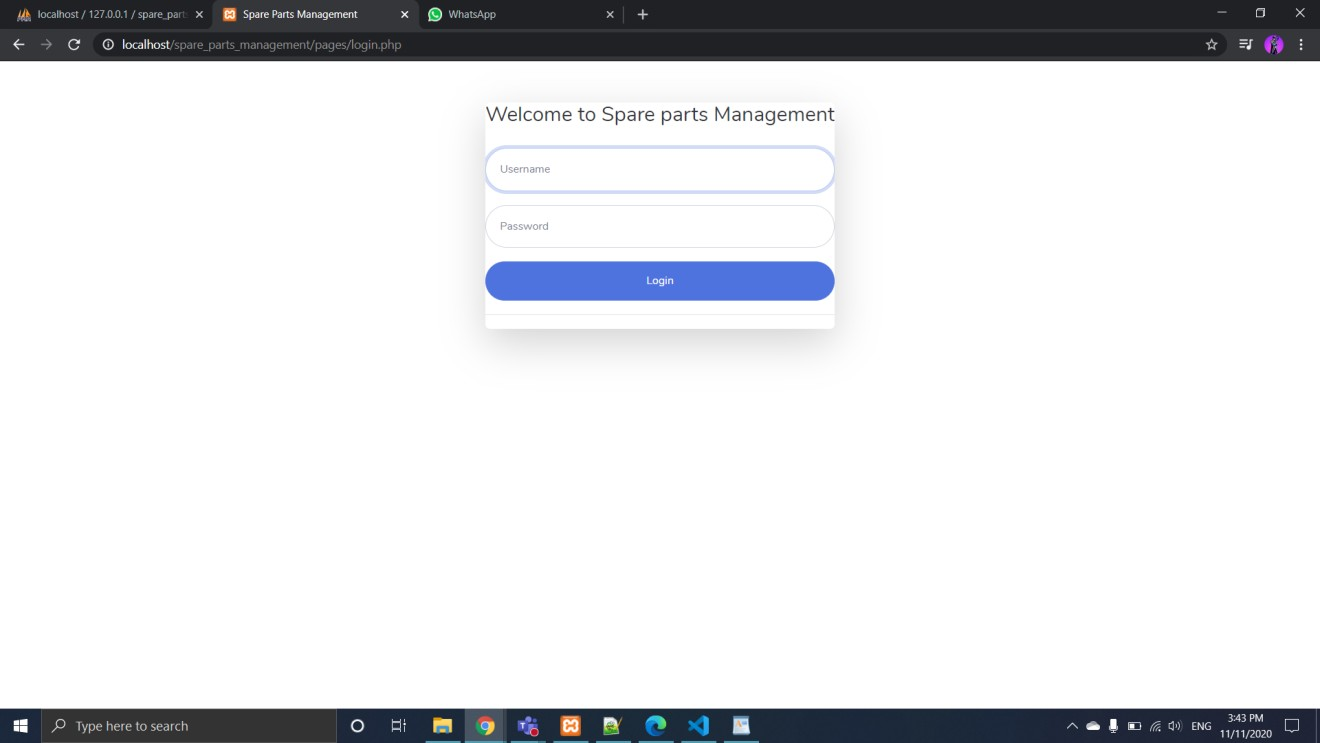 localhost / 127.0.0.1 / spare_part
Spare Parts Management
WhatsApp
localhost/spare_parts_management/pages/login.php
Welcome to Spare parts Management
Username
Password
Login
Type here to search
ENG
3:43 PM
11/11/2020